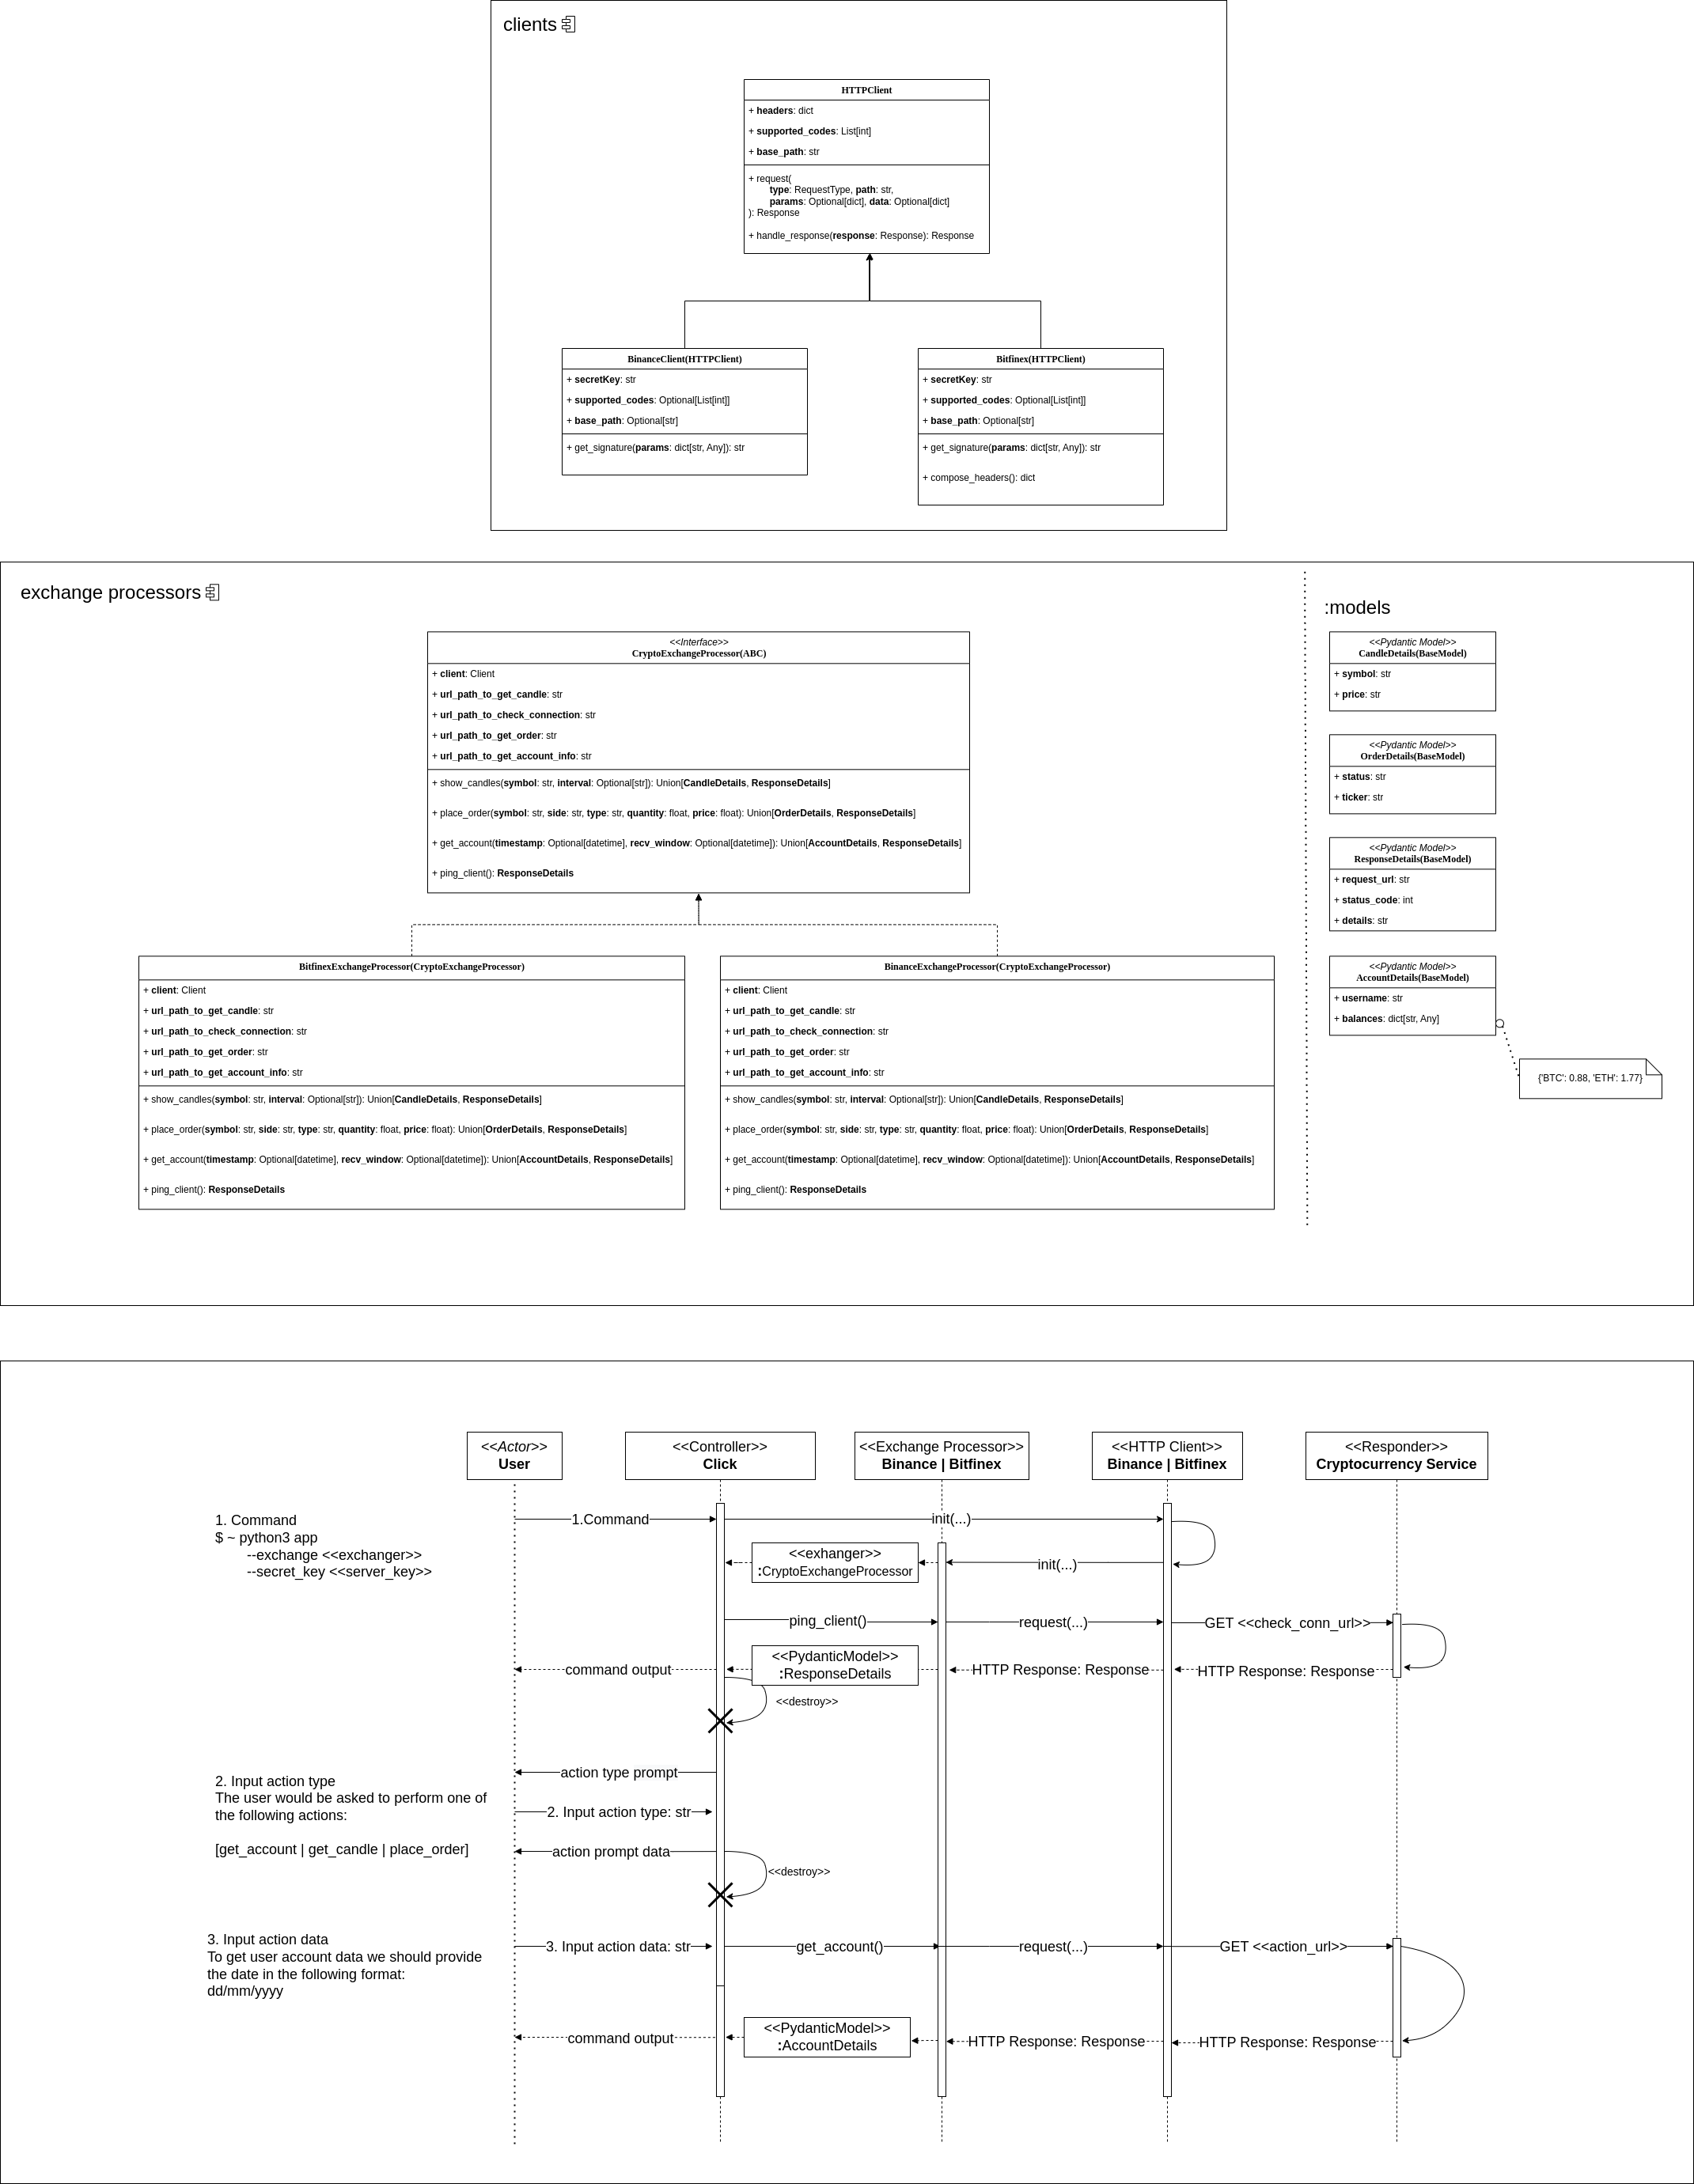 clients
HTTPClient
+ headers: dict
+ supported_codes: List[int]
+ base_path: str
+ request(
type: RequestType, path: str,
params: Optional[dict], data: Optional[dict]
): Response
+ handle_response(response: Response): Response
BinanceClient(HTTPClient)
+ secretKey: str
+ supported_codes: Optional[List[int]]
+ base_path: Optional[str]
+ get_signature(params: dict[str, Any]): str
Bitfinex(HTTPClient)
+ secretKey: str
+ supported_codes: Optional[List[int]]
+ base_path: Optional[str]
+ get_signature(params: dict[str, Any]): str
+ compose_headers(): dict
exchange processors
<<Interface>>
CryptoExchangeProcessor(ABC)
+ client: Client
+ url_path_to_get_candle: str
+ url_path_to_check_connection: str
+ url_path_to_get_order: str
+ url_path_to_get_account_info: str
+ show_candles(symbol: str, interval: Optional[str]): Union[CandleDetails, ResponseDetails]
+ place_order(symbol: str, side: str, type: str, quantity: float, price: float): Union[OrderDetails, ResponseDetails]
+ get_account(timestamp: Optional[datetime], recv_window: Optional[datetime]): Union[AccountDetails, ResponseDetails]
+ ping_client(): ResponseDetails
BitfinexExchangeProcessor(CryptoExchangeProcessor)
+ client: Client
+ url_path_to_get_candle: str
+ url_path_to_check_connection: str
+ url_path_to_get_order: str
+ url_path_to_get_account_info: str
+ show_candles(symbol: str, interval: Optional[str]): Union[CandleDetails, ResponseDetails]
+ place_order(symbol: str, side: str, type: str, quantity: float, price: float): Union[OrderDetails, ResponseDetails]
+ get_account(timestamp: Optional[datetime], recv_window: Optional[datetime]): Union[AccountDetails, ResponseDetails]
+ ping_client(): ResponseDetails
BinanceExchangeProcessor(CryptoExchangeProcessor)
+ client: Client
+ url_path_to_get_candle: str
+ url_path_to_check_connection: str
+ url_path_to_get_order: str
+ url_path_to_get_account_info: str
+ show_candles(symbol: str, interval: Optional[str]): Union[CandleDetails, ResponseDetails]
+ place_order(symbol: str, side: str, type: str, quantity: float, price: float): Union[OrderDetails, ResponseDetails]
+ get_account(timestamp: Optional[datetime], recv_window: Optional[datetime]): Union[AccountDetails, ResponseDetails]
+ ping_client(): ResponseDetails
:models
<<Pydantic Model>>
CandleDetails(BaseModel)
+ symbol: str
+ price: str
<<Pydantic Model>>
OrderDetails(BaseModel)
+ status: str
+ ticker: str
<<Pydantic Model>>
ResponseDetails(BaseModel)
+ request_url: str
+ status_code: int
+ details: str
<<Pydantic Model>>
AccountDetails(BaseModel)
+ username: str
+ balances: dict[str, Any]
{'BTC': 0.88, 'ETH': 1.77}
<<Actor>>
User
<<Controller>>
Click
<<Exchange Processor>>
Binance | Bitfinex
<<HTTP Client>>
Binance | Bitfinex
<<Responder>>
Cryptocurrency Service
1. Command
$ ~ python3 app
--exchange <<exchanger>>
--secret_key <<server_key>>
1.Command
init(...)
<<exhanger>>
:CryptoExchangeProcessor
init(...)
ping_client()
request(...)
GET <<check_conn_url>>
command output
<<PydanticModel>>
:ResponseDetails
HTTP Response: Response
HTTP Response: Response
<<destroy>>
2. Input action type
The user would be asked to perform one of
the following actions:
[get_account | get_candle | place_order]
action type prompt
2. Input action type: str
action prompt data
<<destroy>>
3. Input action data
To get user account data we should provide
the date in the following format:
dd/mm/yyyy
3. Input action data: str
get_account()
request(...)
GET <<action_url>>
command output
<<PydanticModel>>
:AccountDetails
HTTP Response: Response
HTTP Response: Response